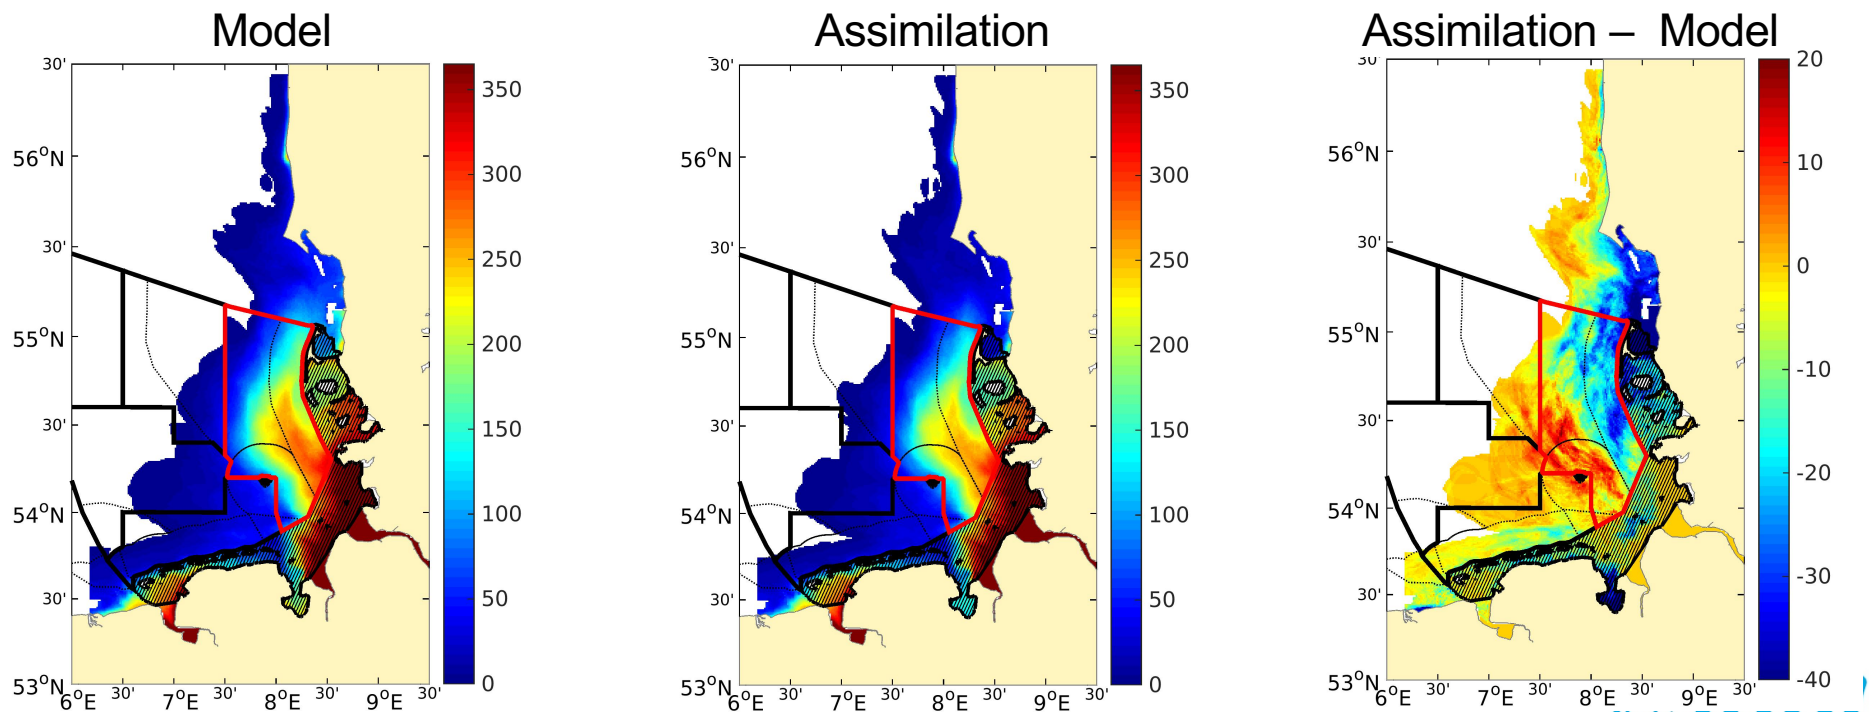 Model
Assimilation
Assimilation – Model
30'
56°N
30'
55°N
30'
54°N
30'
53°N
6°E
30'
7°E
30'
8°E
30'
9°E
30'
350
300
250
200
150
100
50
0
30'
56°N
30'
55°N
30'
54°N
30'
53°N
6°E
30'
7°E
30'
8°E
30'
9°E
30'
350
300
250
200
150
100
50
0
30'
56°N
30'
55°N
30'
54°N
30'
53°N
6°E
30'
7°E
30'
8°E
30'
9°E
30'
20
10
0
-10
-20
-30
-40